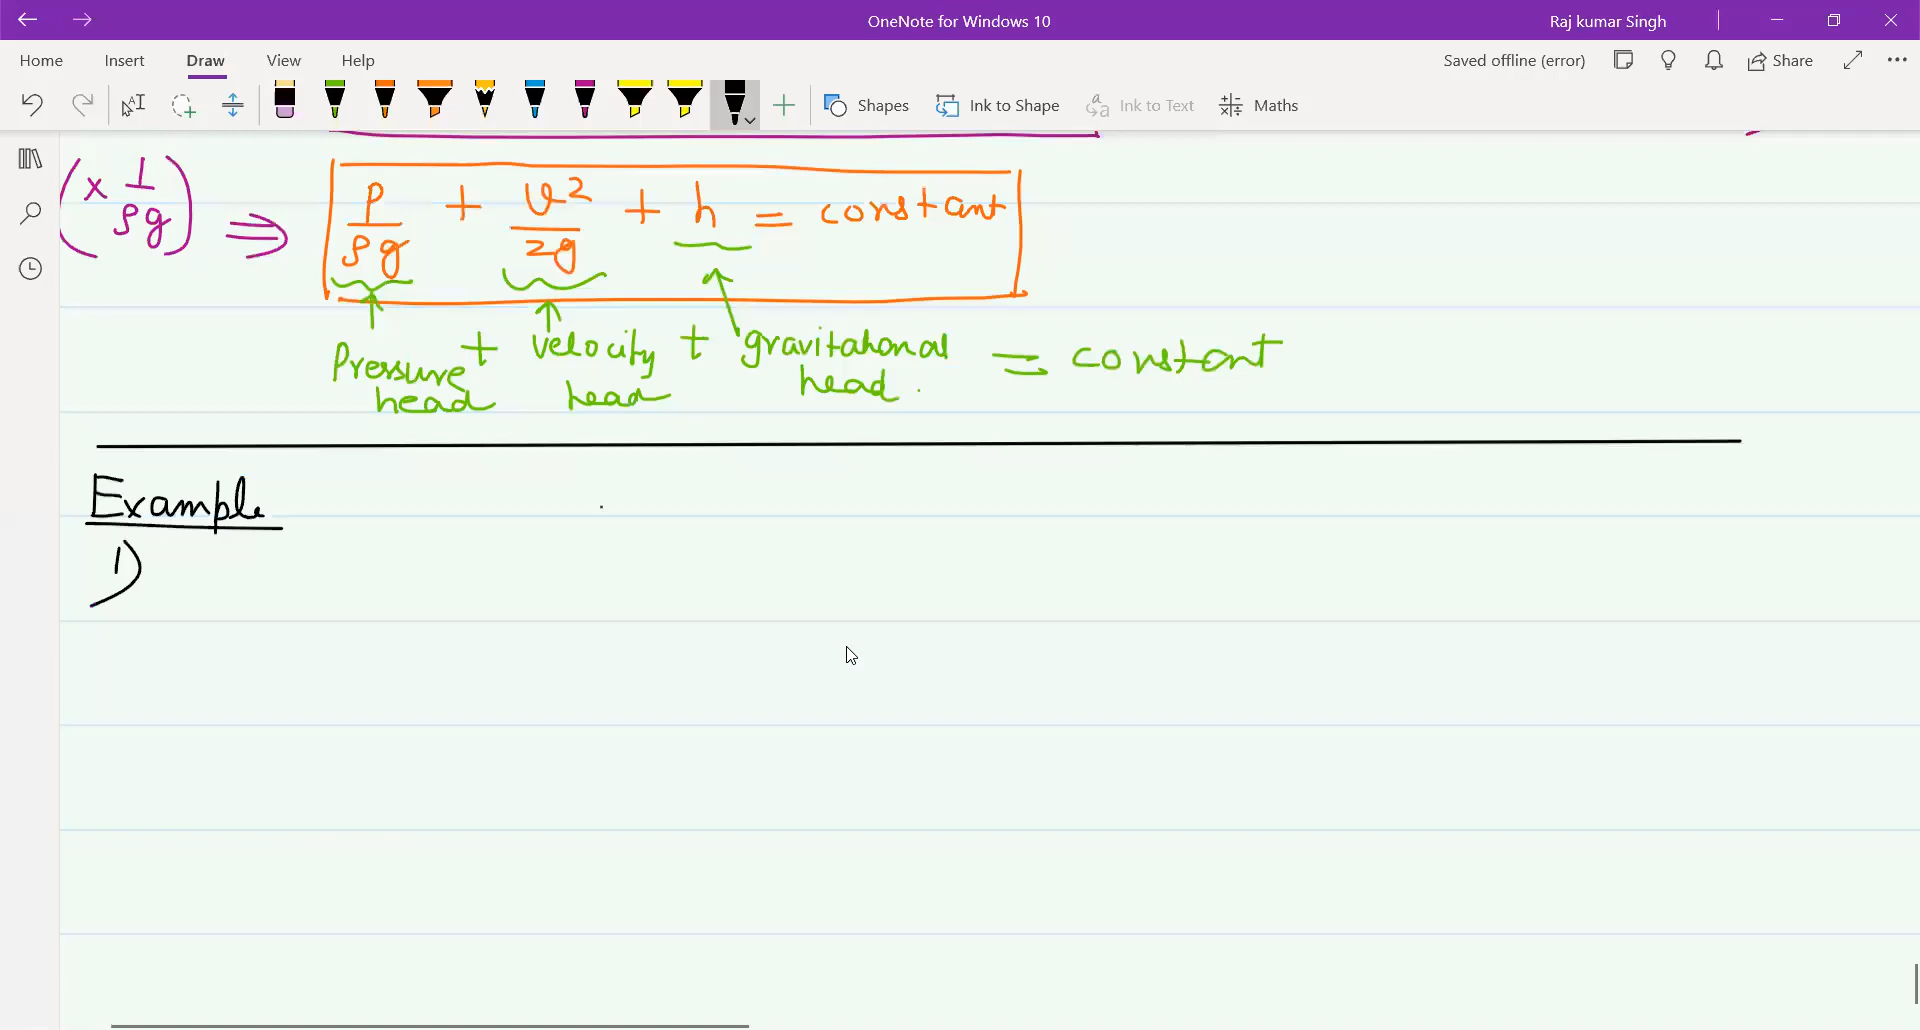 OneNote for Windows 10
Raj kumar Singh
Home Insert Draw View Help
Saved offline (error) Share
Shapes Ink to Shape Ink to Text Maths
(× 1/ρg) ⇒ P/ρg + v²/2g + h = constant
Pressure head + velocity head + gravitational head. = constant
Example
1)